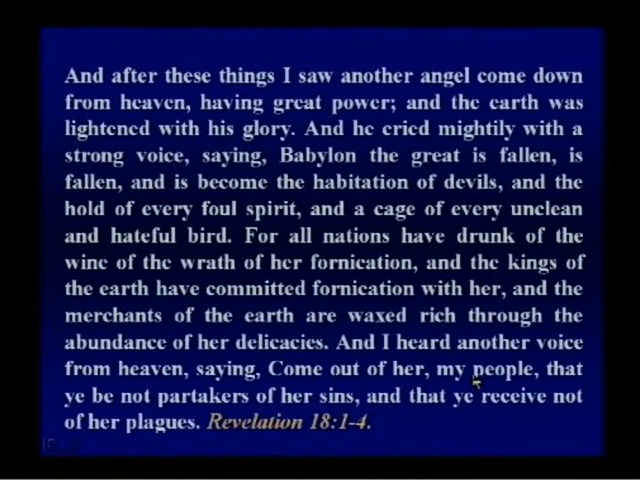 And after these things I saw another angel come down
from heaven, having great power; and the earth was
lightened with his glory. And he cried mightily with a
strong voice, saying, Babylon the great is fallen, is
fallen, and is become the habitation of devils, and the
hold of every foul spirit, and a cage of every unclean
and hateful bird. For all nations have drunk of the
wine of the wrath of her fornication, and the kings of
the earth have committed fornication with her, and the
merchants of the earth are waxed rich through the
abundance of her delicacies. And I heard another voice
from heaven, saying, Come out of her, my people, that
ye be not partakers of her sins, and that ye receive not
of her plagues. Revelation 18:1-4.